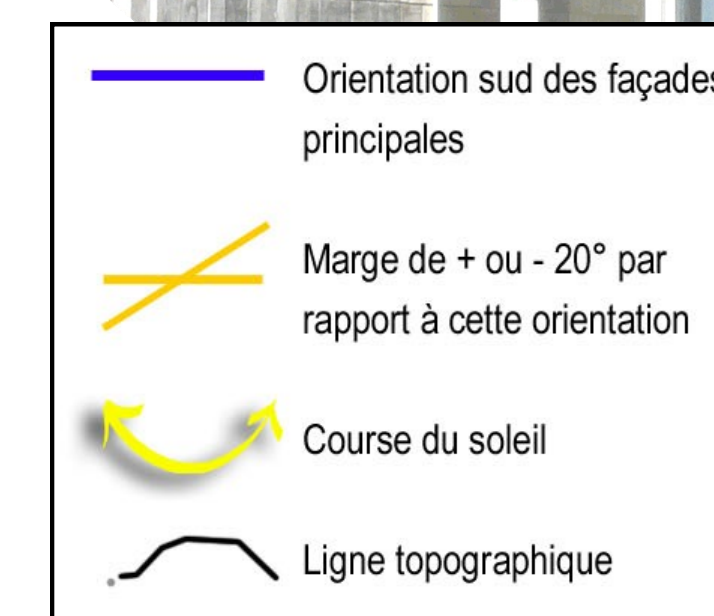 Orientation sud des façades
principales
Marge de + ou - 20° par
rapport à cette orientation
Course du soleil
Ligne topographique